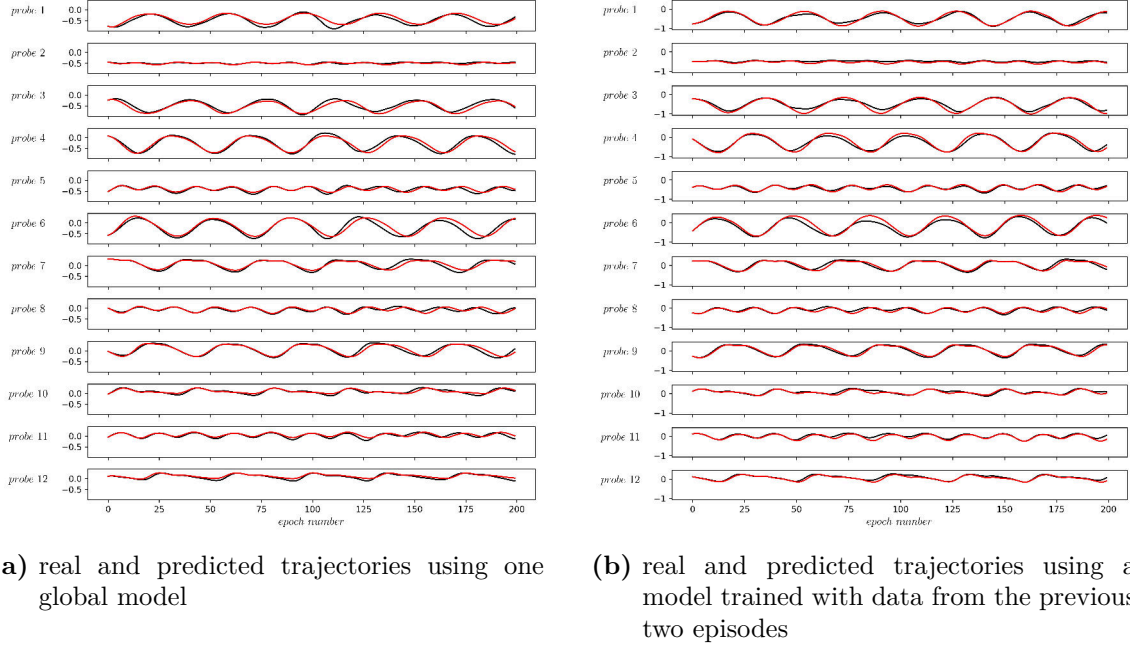 probe 1
0.0
−0.5
probe 2
0.0
−0.5
probe 3
0.0
−0.5
probe 4
0.0
−0.5
probe 5
0.0
−0.5
probe 6
0.0
−0.5
probe 7
0.0
−0.5
probe 8
0.0
−0.5
probe 9
0.0
−0.5
probe 10
0.0
−0.5
probe 11
0.0
−0.5
probe 12
0.0
−0.5
0 25 50 75 100 125 150 175 200
epoch number
a) real and predicted trajectories using one
global model
probe 1
0
−1
probe 2
0
−1
probe 3
0
−1
probe 4
0
−1
probe 5
0
−1
probe 6
0
−1
probe 7
0
−1
probe 8
0
−1
probe 9
0
−1
probe 10
0
−1
probe 11
0
−1
probe 12
0
−1
0 25 50 75 100 125 150 175 200
epoch number
(b) real and predicted trajectories using a
model trained with data from the previous
two episodes